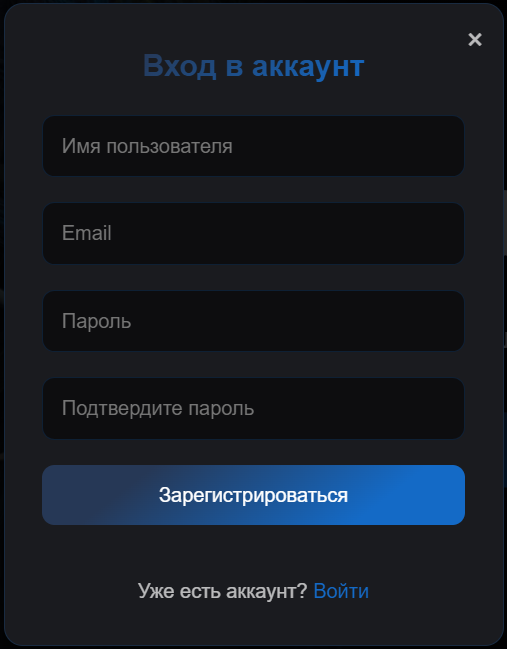 ×
Вход в аккаунт
Имя пользователя
Email
Пароль
Подтвердите пароль
Зарегистрироваться
Уже есть аккаунт? Войти